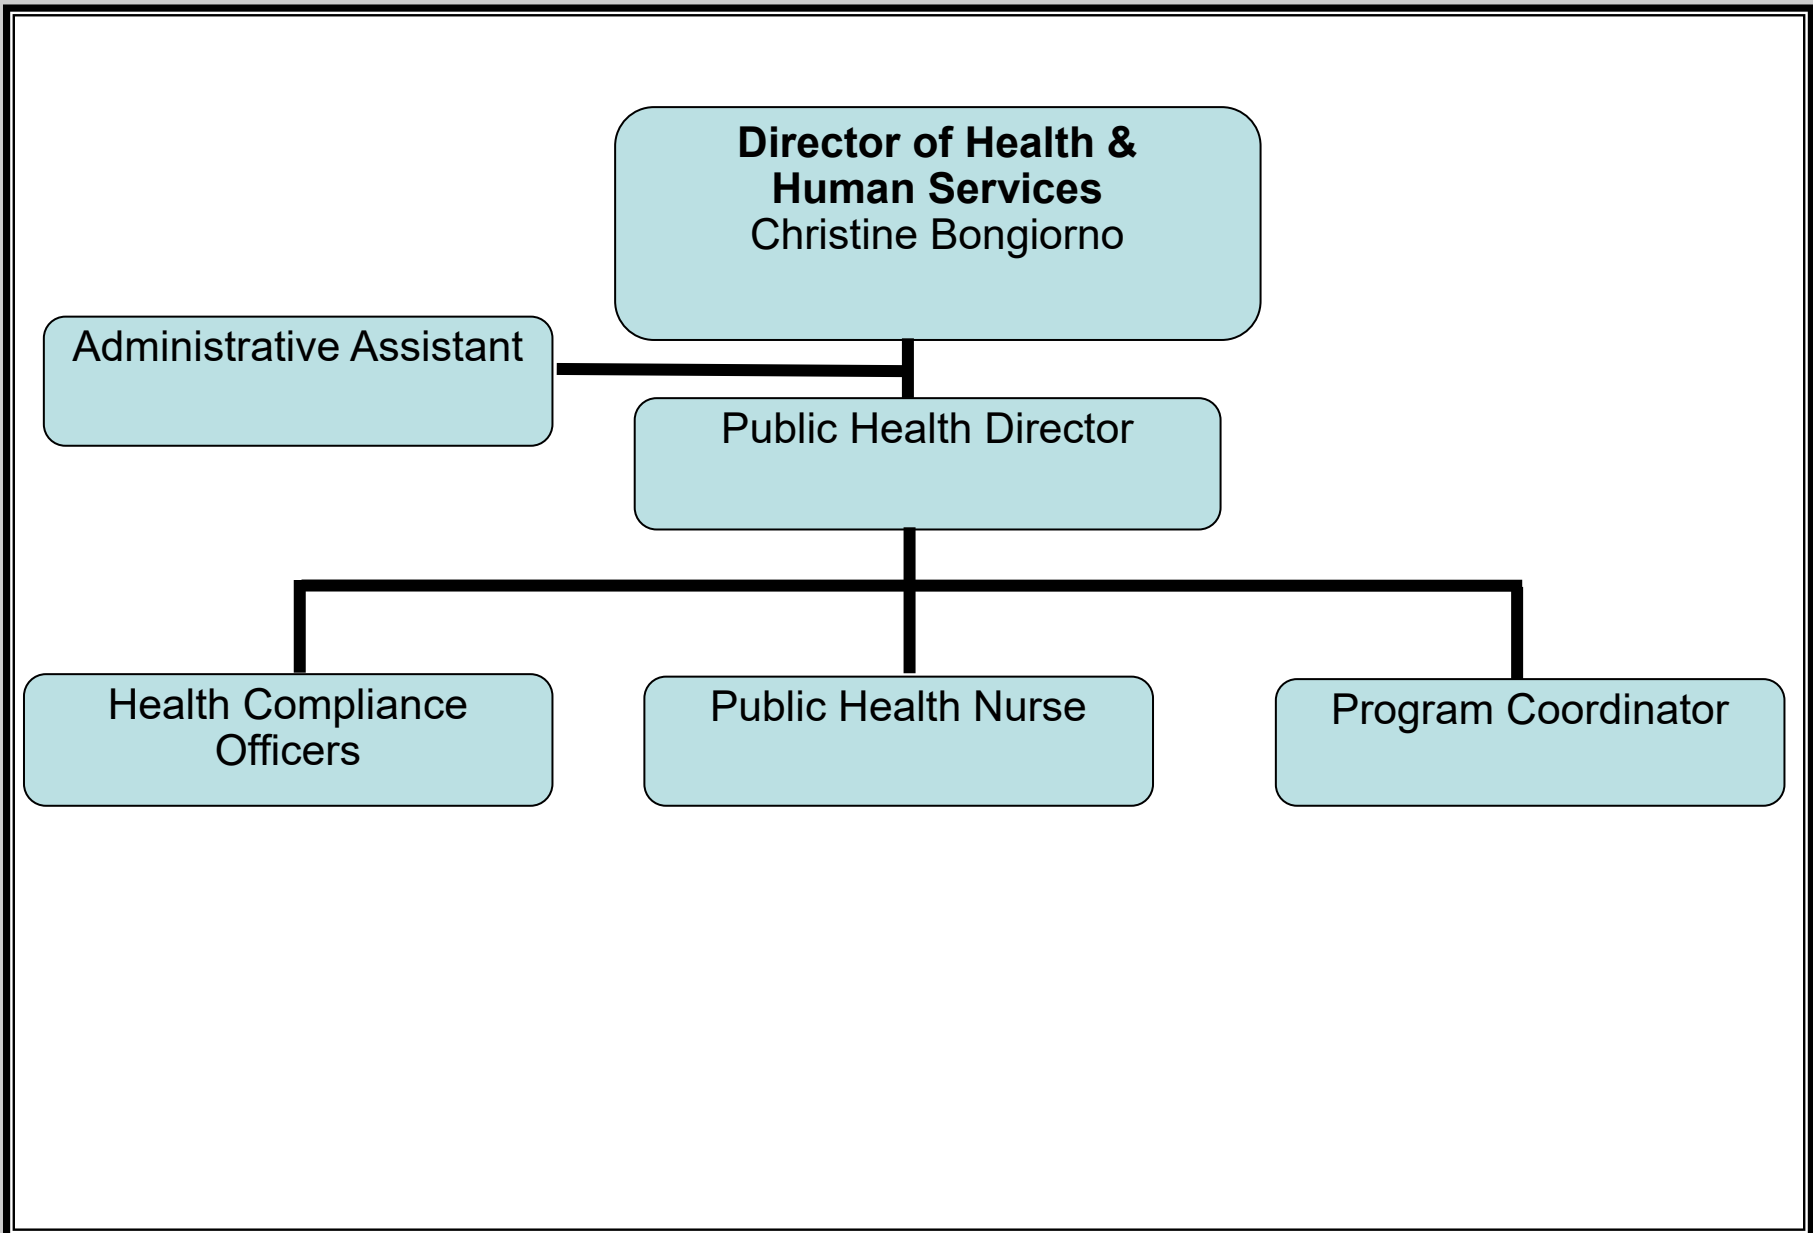 Director of Health &
Human Services
Christine Bongiorno
Administrative Assistant
Public Health Director
Health Compliance
Officers
Public Health Nurse
Program Coordinator